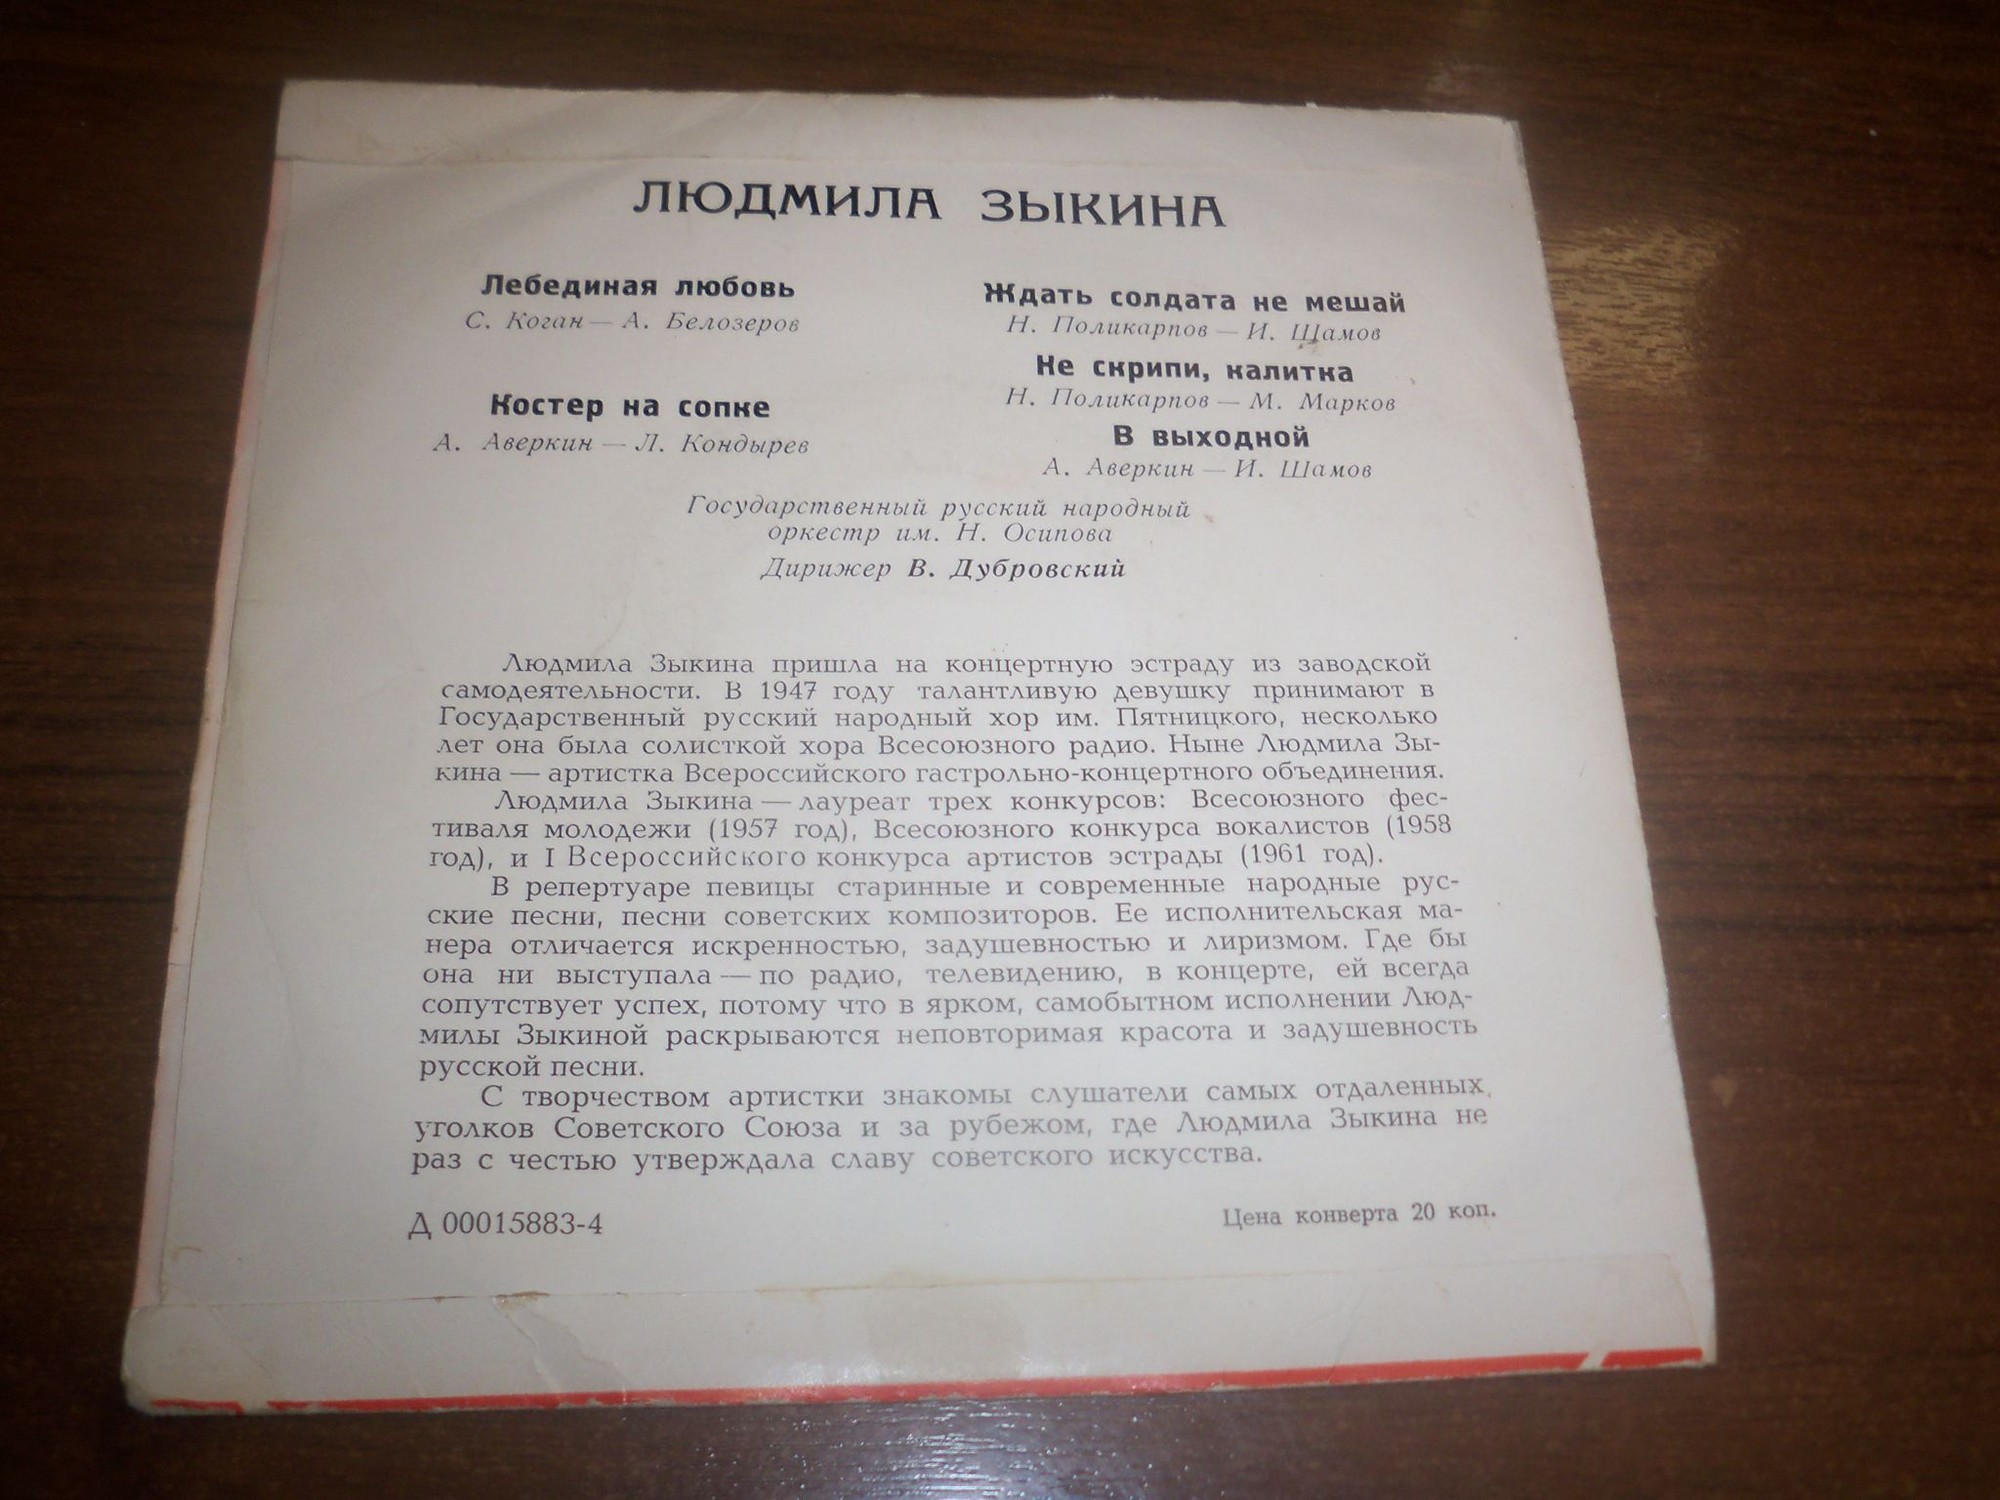 ЛЮДМИЛА ЗЫКИНА
Лебединая любовь
С. Коган — А. Белозеров
Костер на сопке
А. Аверкин — Л. Кондырев
Ждать солдата не мешай
Н. Поликарпов — И. Шамов
Не скрипи, калитка
Н. Поликарпов — М. Марков
В выходной
А. Аверкин — И. Шамов
Государственный русский народный
оркестр им. Н. Осипова
Дирижер В. Дубровский
Людмила Зыкина пришла на концертную эстраду из заводской
самодеятельности. В 1947 году талантливую девушку принимают в
Государственный русский народный хор им. Пятницкого, несколько
лет она была солисткой хора Всесоюзного радио. Ныне Людмила Зы-
кина — артистка Всероссийского гастрольно-концертного объединения.
Людмила Зыкина — лауреат трех конкурсов: Всесоюзного фес-
тиваля молодежи (1957 год), Всесоюзного конкурса вокалистов (1958
год), и I Всероссийского конкурса артистов эстрады (1961 год).
В репертуаре певицы старинные и современные народные рус-
ские песни, песни советских композиторов. Ее исполнительская ма-
нера отличается искренностью, задушевностью и лиризмом. Где бы
она ни выступала — по радио, телевидению, в концерте, ей всегда
сопутствует успех, потому что в ярком, самобытном исполнении Люд-
милы Зыкиной раскрываются неповторимая красота и задушевность
русской песни.
С творчеством артистки знакомы слушатели самых отдаленных
уголков Советского Союза и за рубежом, где Людмила Зыкина не
раз с честью утверждала славу советского искусства.
Д 00015883-4
Цена конверта 20 коп.